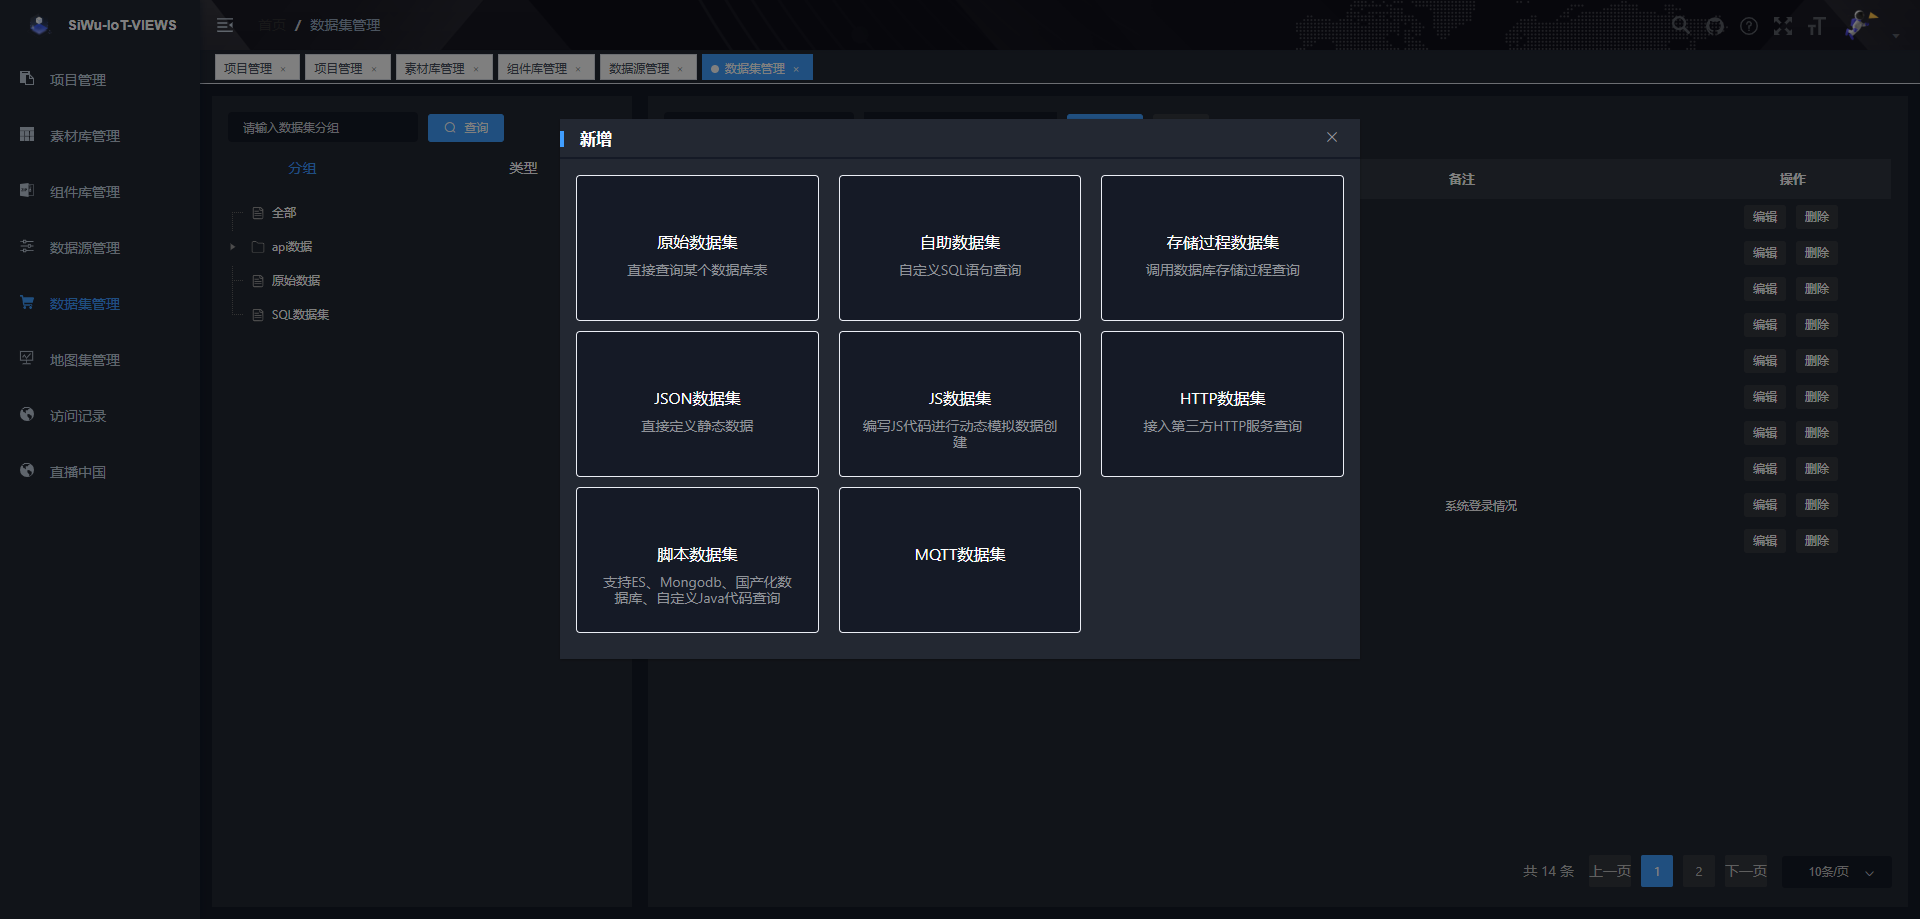 SiWu-IoT-VIEWS
首页 / 数据集管理
项目管理 × 项目管理 × 素材库管理 × 组件库管理 × 数据源管理 × 数据集管理 ×
项目管理
素材库管理
组件库管理
数据源管理
数据集管理
地图集管理
访问记录
直播中国
请输入数据集分组 查询
分组 类型
全部
api数据
原始数据
SQL数据集
新增
原始数据集
直接查询某个数据库表
自助数据集
自定义SQL语句查询
存储过程数据集
调用数据库存储过程查询
JSON数据集
直接定义静态数据
JS数据集
编写JS代码进行动态模拟数据创
建
HTTP数据集
接入第三方HTTP服务查询
脚本数据集
支持ES、Mongodb、国产化数
据库、自定义Java代码查询
MQTT数据集
备注 操作
编辑 删除
编辑 删除
编辑 删除
编辑 删除
编辑 删除
编辑 删除
编辑 删除
编辑 删除
系统登录情况 编辑 删除
编辑 删除
共 14 条 上一页 1 2 下一页 10条/页